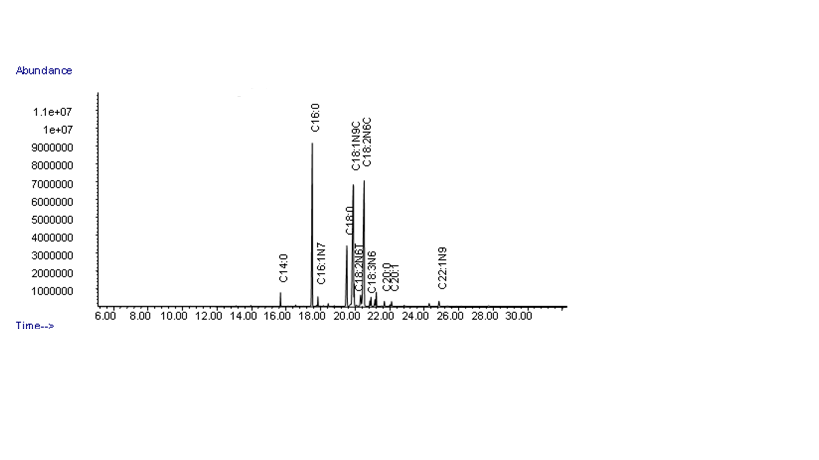 Abundance
1.1e+07
1e+07
9000000
8000000
7000000
6000000
5000000
4000000
3000000
2000000
1000000
C14:0
C16:0
C16:1N7
C18:0
C18:1N9C
C18:2N6T
C18:2N6C
C18:3N6
C20:0
C20:1
C22:1N9
6.00 8.00 10.00 12.00 14.00 16.00 18.00 20.00 22.00 24.00 26.00 28.00 30.00
Time-->